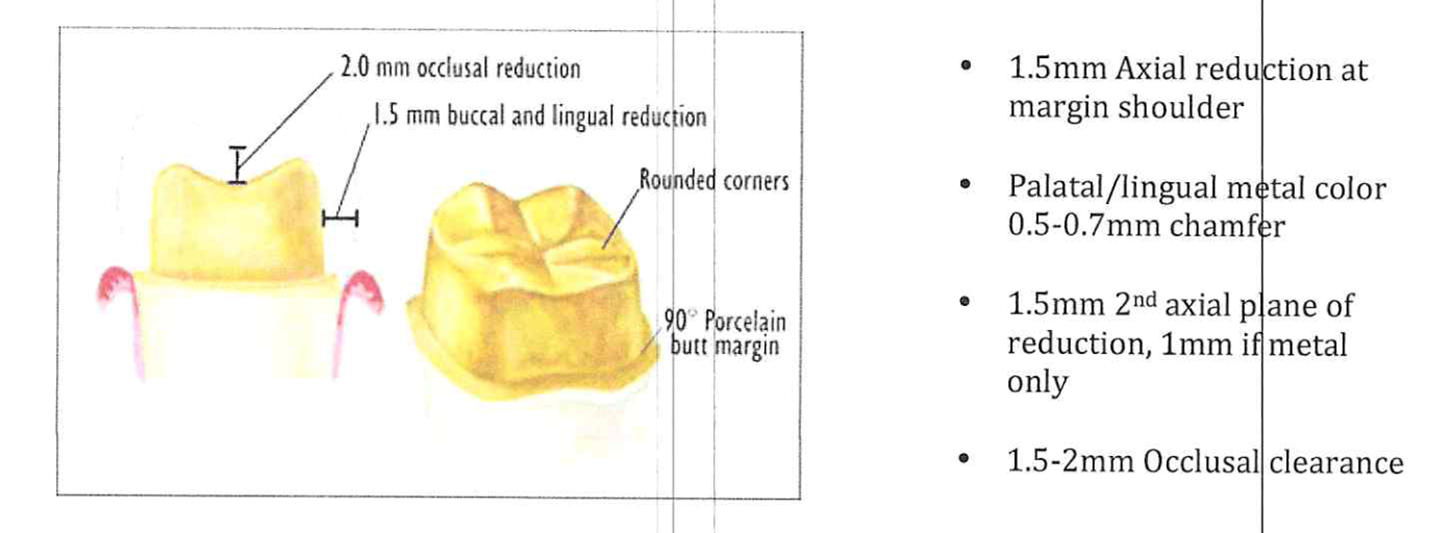 2.0 mm occlusal reduction
1.5 mm buccal and lingual reduction
Rounded corners
90° Porcelain
butt margin
• 1.5mm Axial reduction at
margin shoulder
• Palatal/lingual metal color
0.5-0.7mm chamfer
• 1.5mm 2nd axial plane of
reduction, 1mm if metal
only
• 1.5-2mm Occlusal clearance